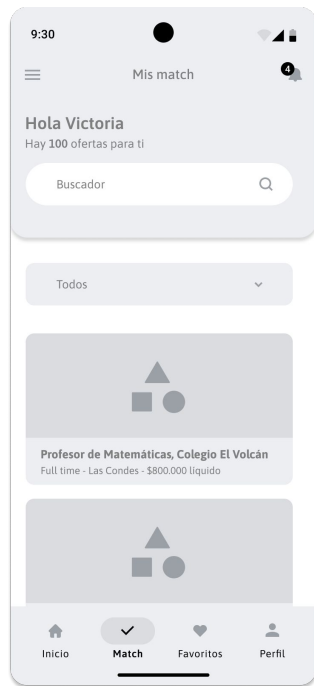 9:30
Mis match
4
Hola Victoria
Hay 100 ofertas para ti
Buscador
Todos
Profesor de Matemáticas, Colegio El Volcán
Full time - Las Condes - $800.000 líquido
Inicio
Match
Favoritos
Perfil